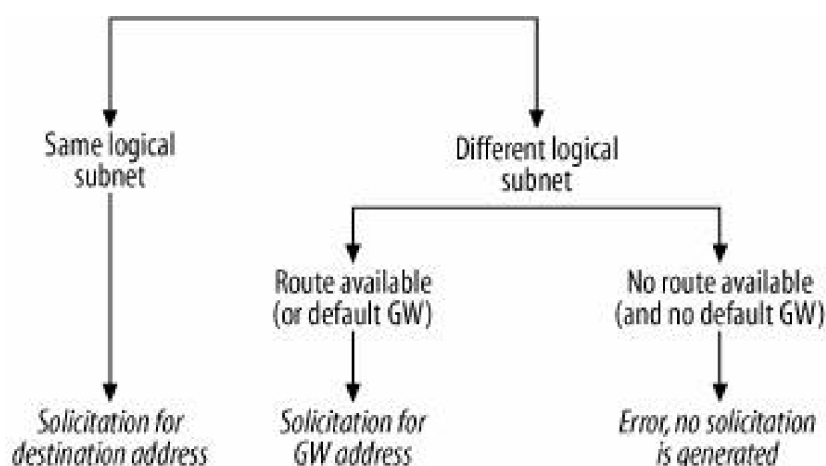 Same logical
subnet
Different logical
subnet
Route available
(or default GW)
No route available
(and no default GW)
Solicitation for
destination address
Solicitation for
GW address
Error, no solicitation
is generated